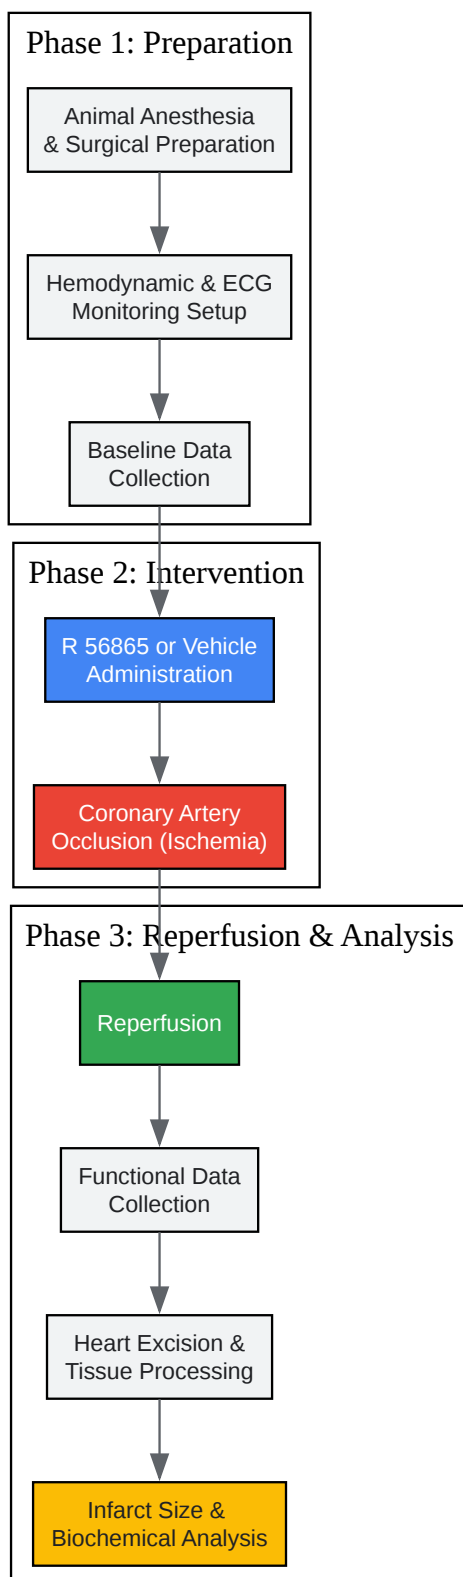 Phase 1: Preparation
Animal Anesthesia
& Surgical Preparation
Hemodynamic & ECG
Monitoring Setup
Baseline Data
Collection
Phase 2: Intervention
R 56865 or Vehicle
Administration
Coronary Artery
Occlusion (Ischemia)
Phase 3: Reperfusion & Analysis
Reperfusion
Functional Data
Collection
Heart Excision &
Tissue Processing
Infarct Size &
Biochemical Analysis